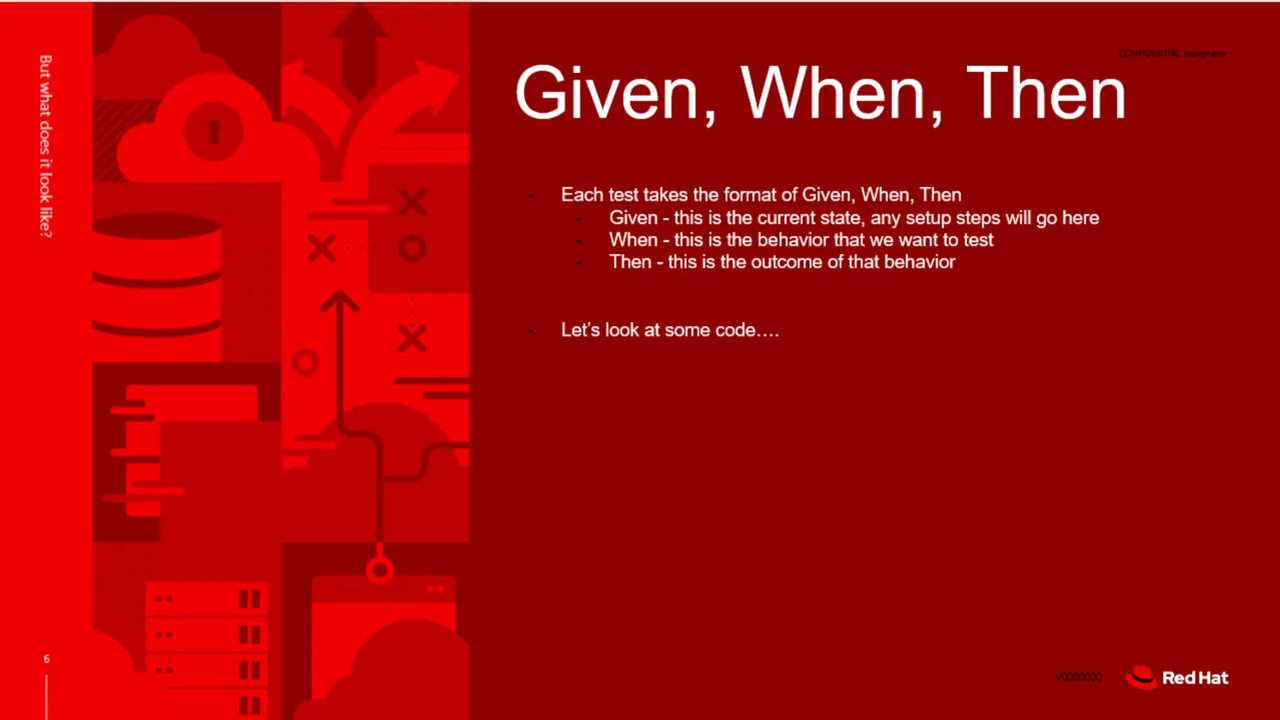 But what does it look like?
CONFIDENTIAL designator
Given, When, Then
- Each test takes the format of Given, When, Then
- Given - this is the current state, any setup steps will go here
- When - this is the behavior that we want to test
- Then - this is the outcome of that behavior
- Let's look at some code....
6
V0000000
Red Hat